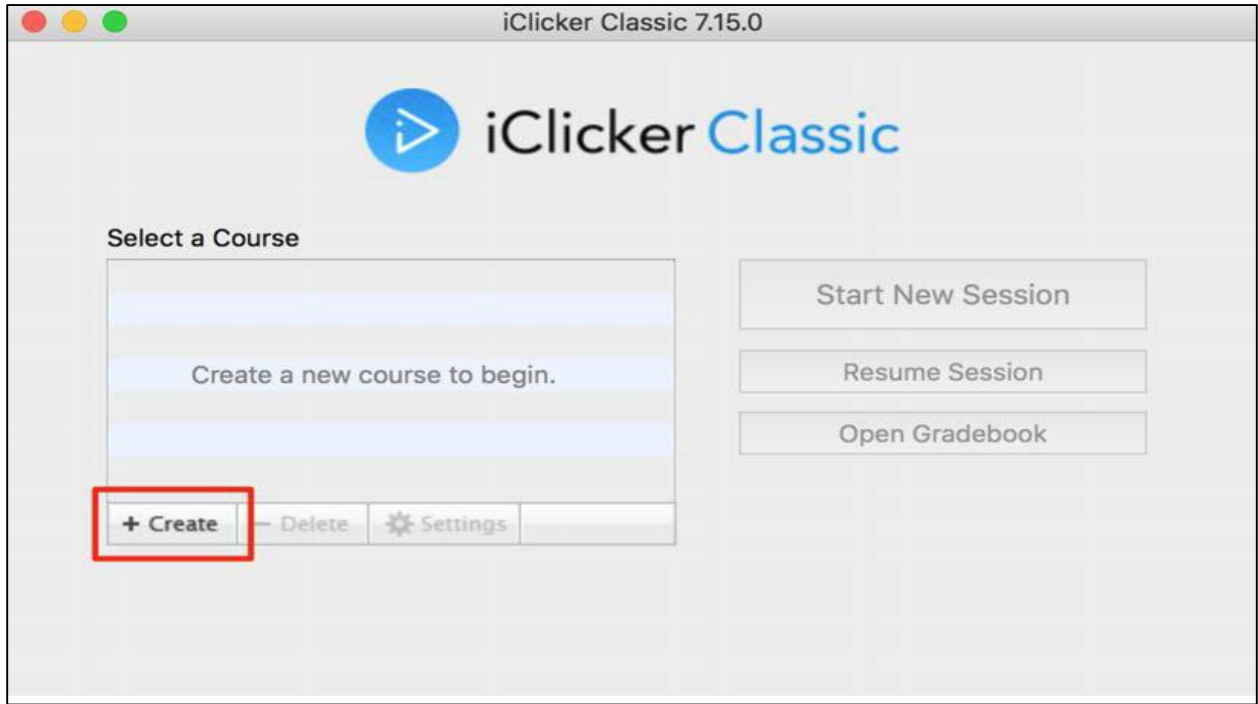 iClicker Classic 7.15.0
iClicker Classic
Select a Course
Create a new course to begin.
+ Create
− Delete
Settings
Start New Session
Resume Session
Open Gradebook